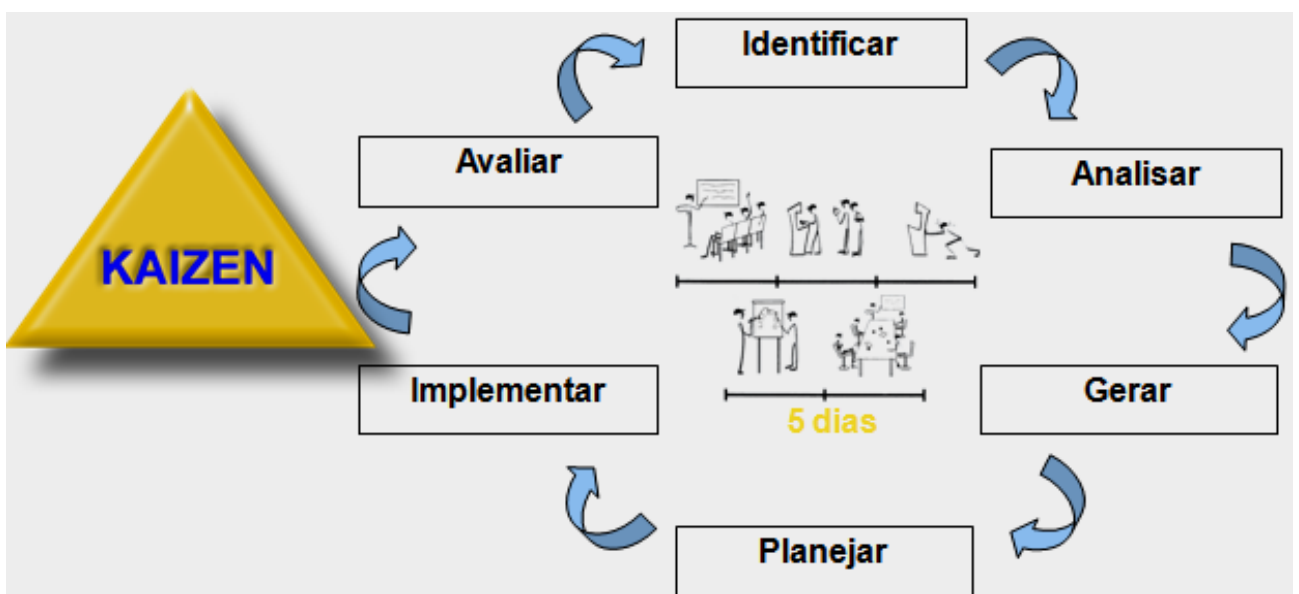 Identificar
Avaliar
Analisar
KAIZEN
Implementar
Gerar
5 dias
Planejar